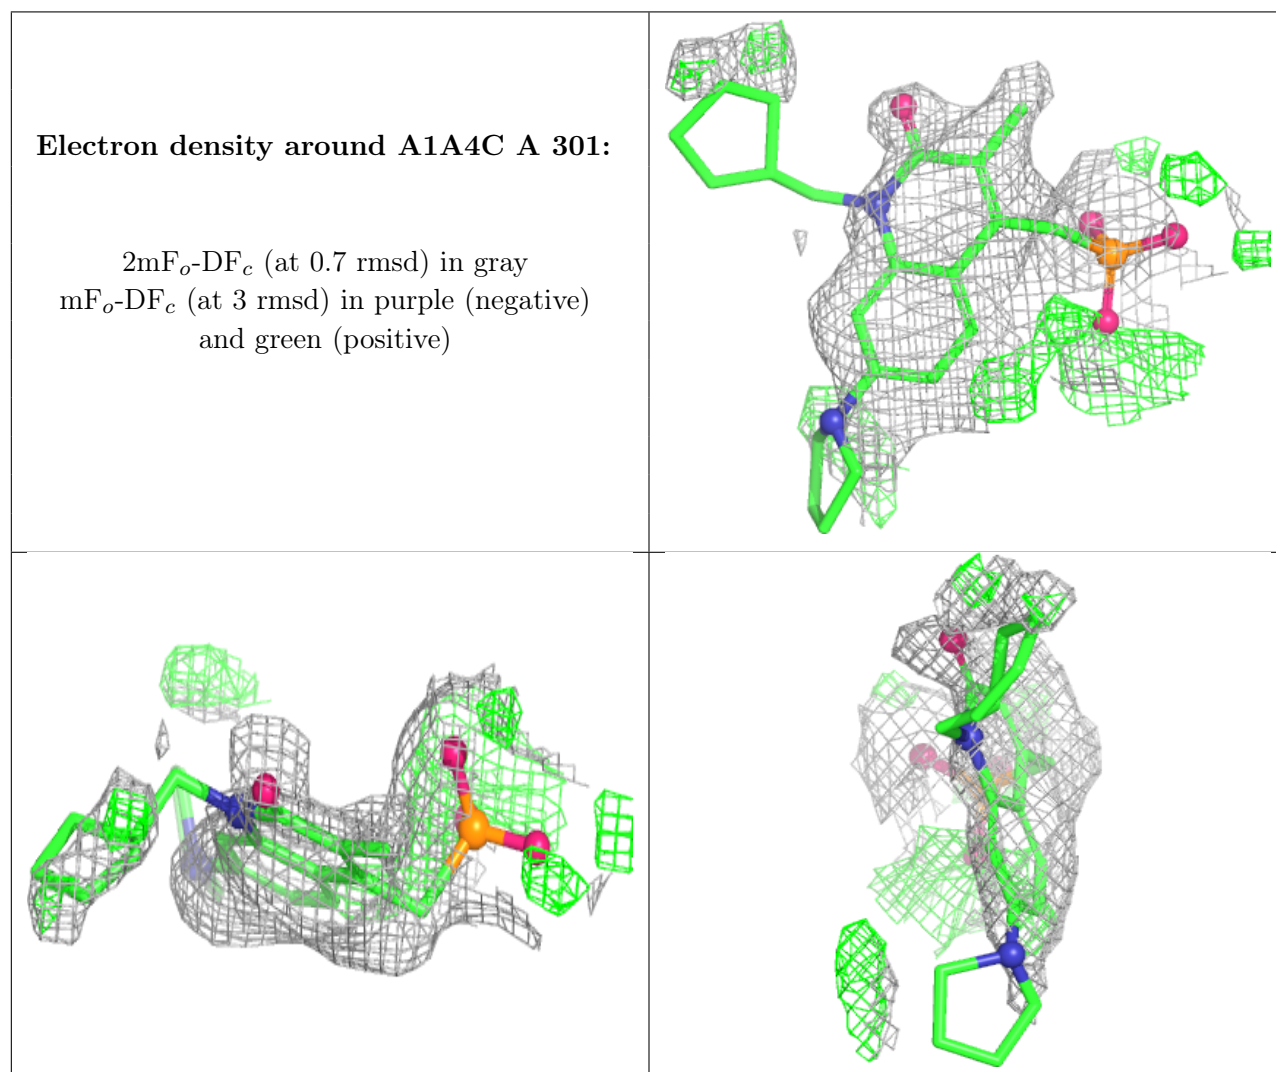 Electron density around A1A4C A 301:
2mFo-DFc (at 0.7 rmsd) in gray
mFo-DFc (at 3 rmsd) in purple (negative)
and green (positive)